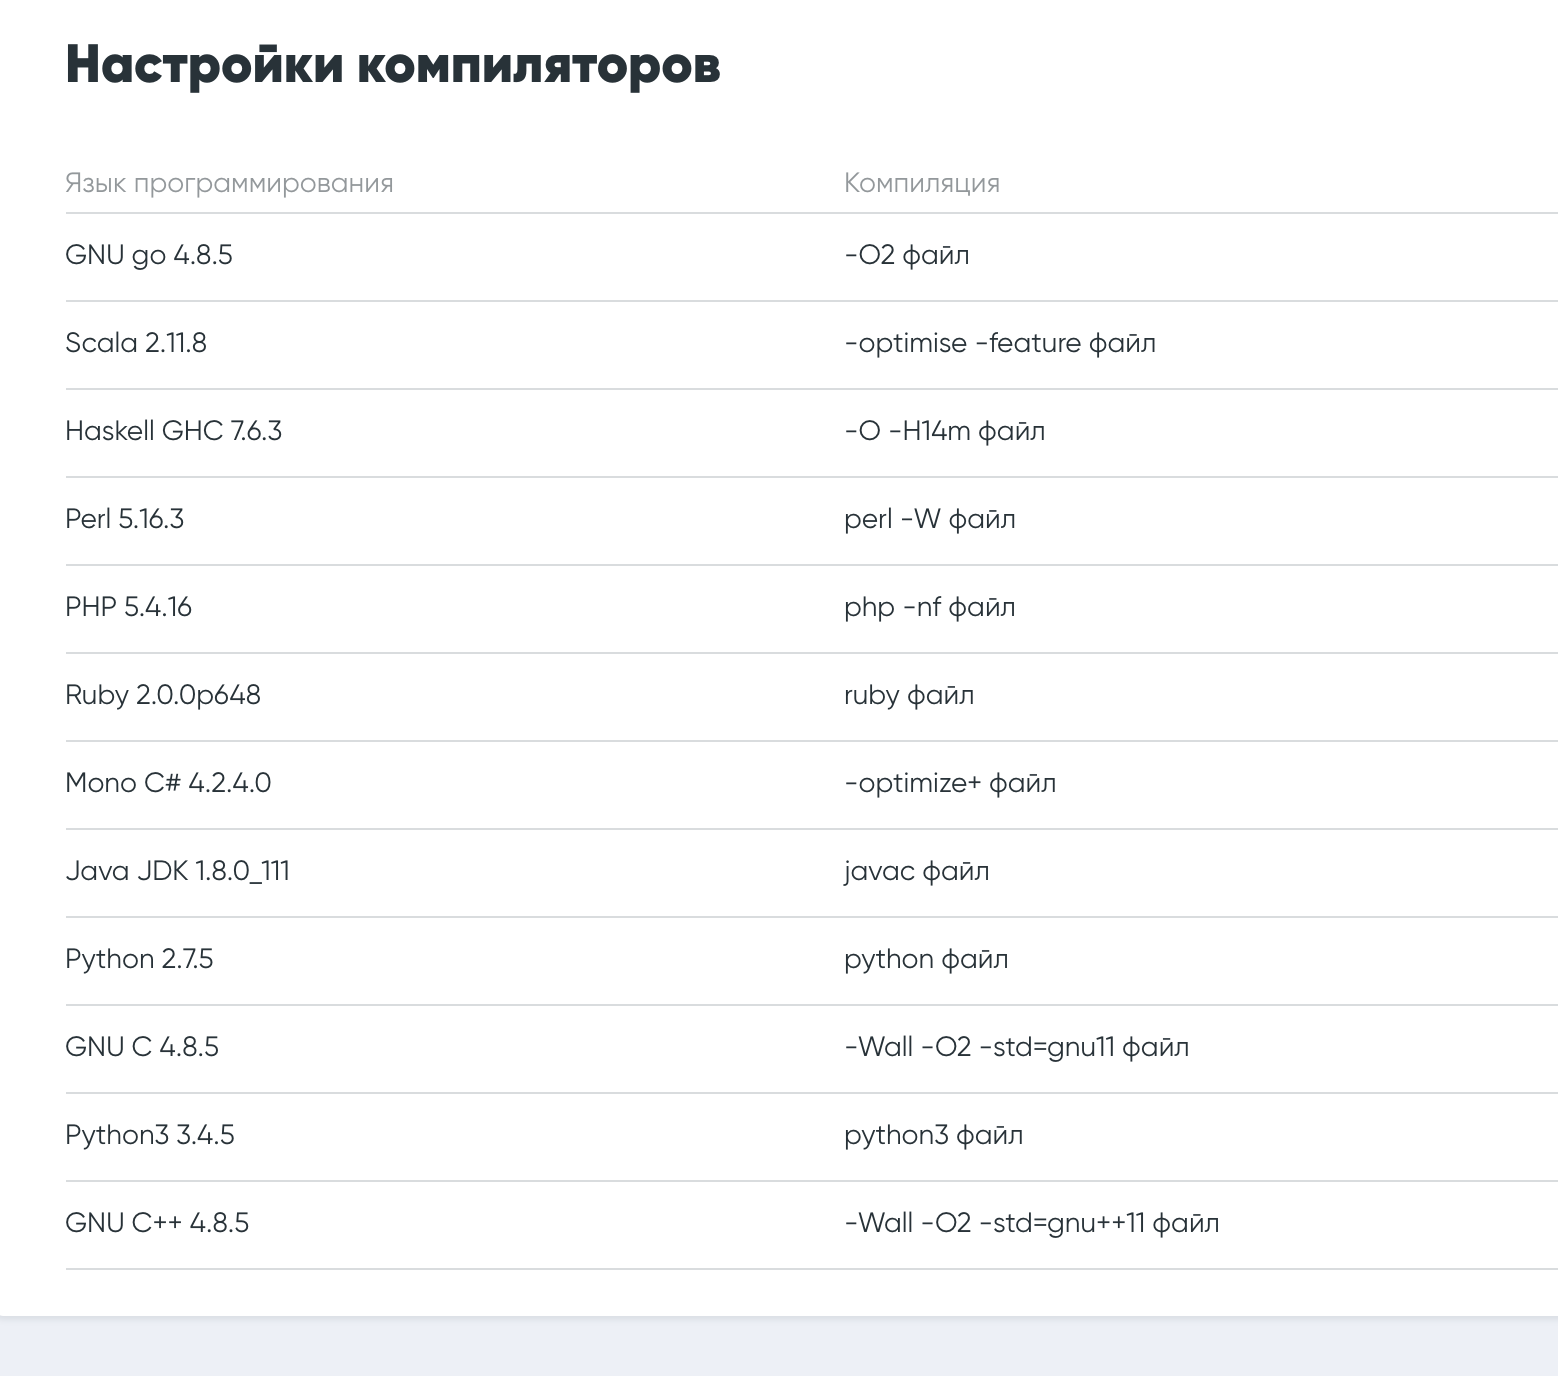 Настройки компиляторов
Язык программирования Компиляция
GNU go 4.8.5 -O2 файл
Scala 2.11.8 -optimise -feature файл
Haskell GHC 7.6.3 -O -H14m файл
Perl 5.16.3 perl -W файл
PHP 5.4.16 php -nf файл
Ruby 2.0.0p648 ruby файл
Mono C# 4.2.4.0 -optimize+ файл
Java JDK 1.8.0_111 javac файл
Python 2.7.5 python файл
GNU C 4.8.5 -Wall -O2 -std=gnu11 файл
Python3 3.4.5 python3 файл
GNU C++ 4.8.5 -Wall -O2 -std=gnu++11 файл